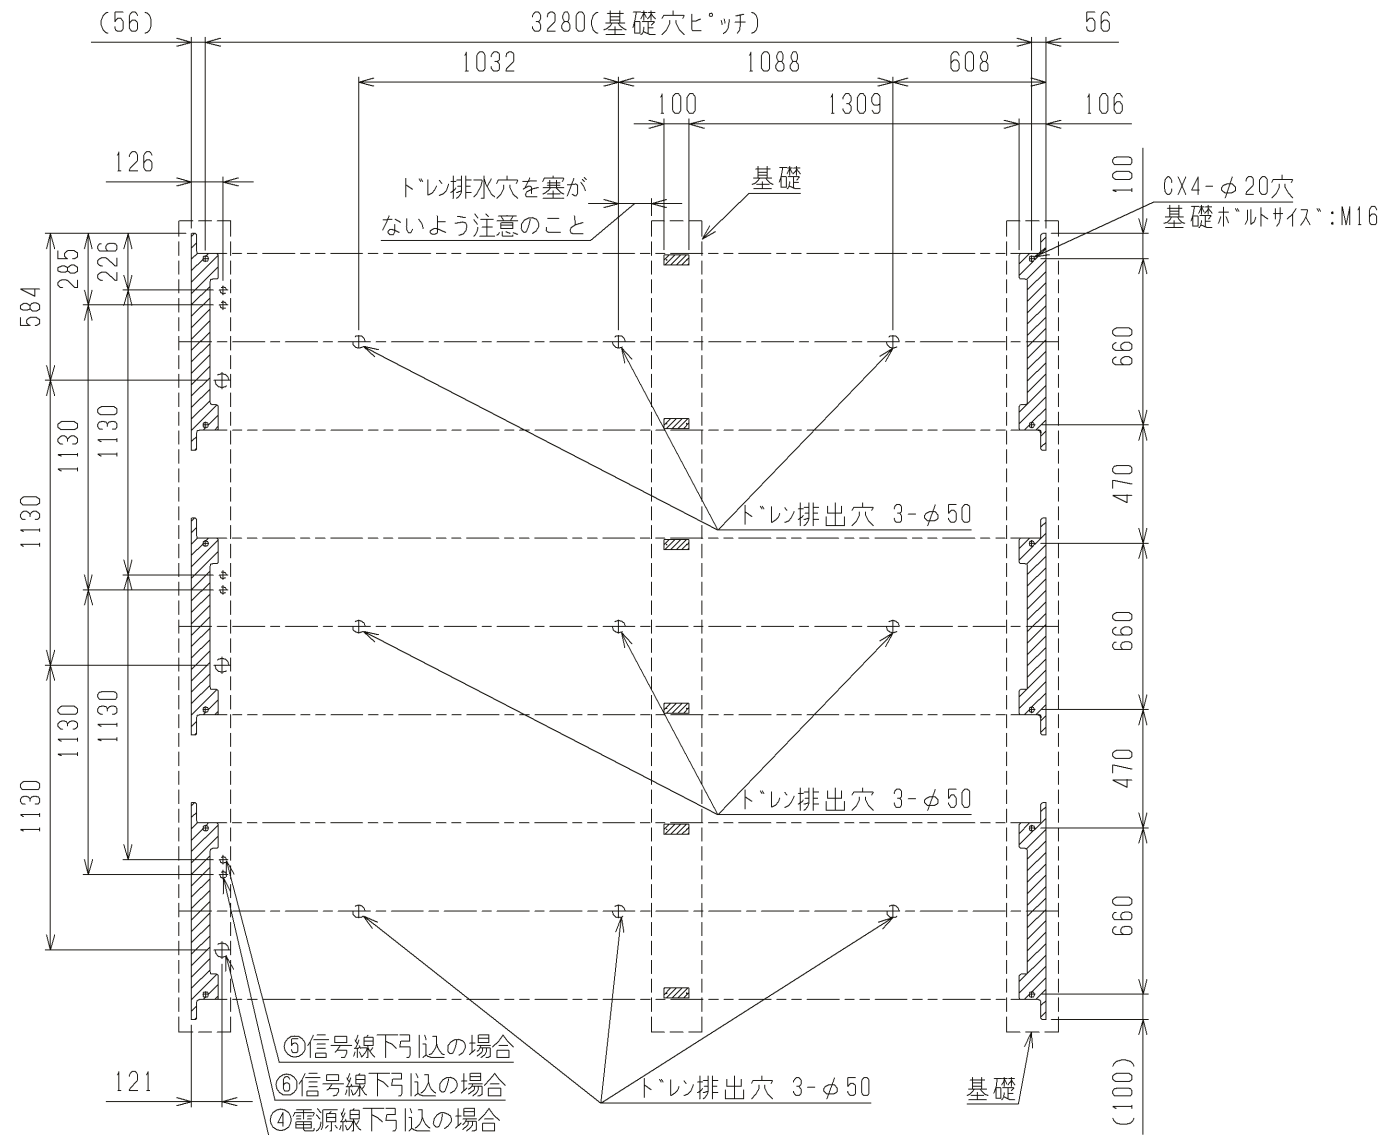 (56)
3280(基礎穴ピッチ)
56
1032
1088
608
100
1309
106
126
ドレン排水穴を塞が
ないよう注意のこと
基礎
100
CX4-φ20穴
基礎ボルトサイズ:M16
584
285
226
660
1130
1130
470
ドレン排出穴 3-φ50
1130
660
1130
1130
470
ドレン排出穴 3-φ50
1130
660
⑤信号線下引込の場合
⑥信号線下引込の場合
④電源線下引込の場合
121
ドレン排出穴 3-φ50
基礎
(100)